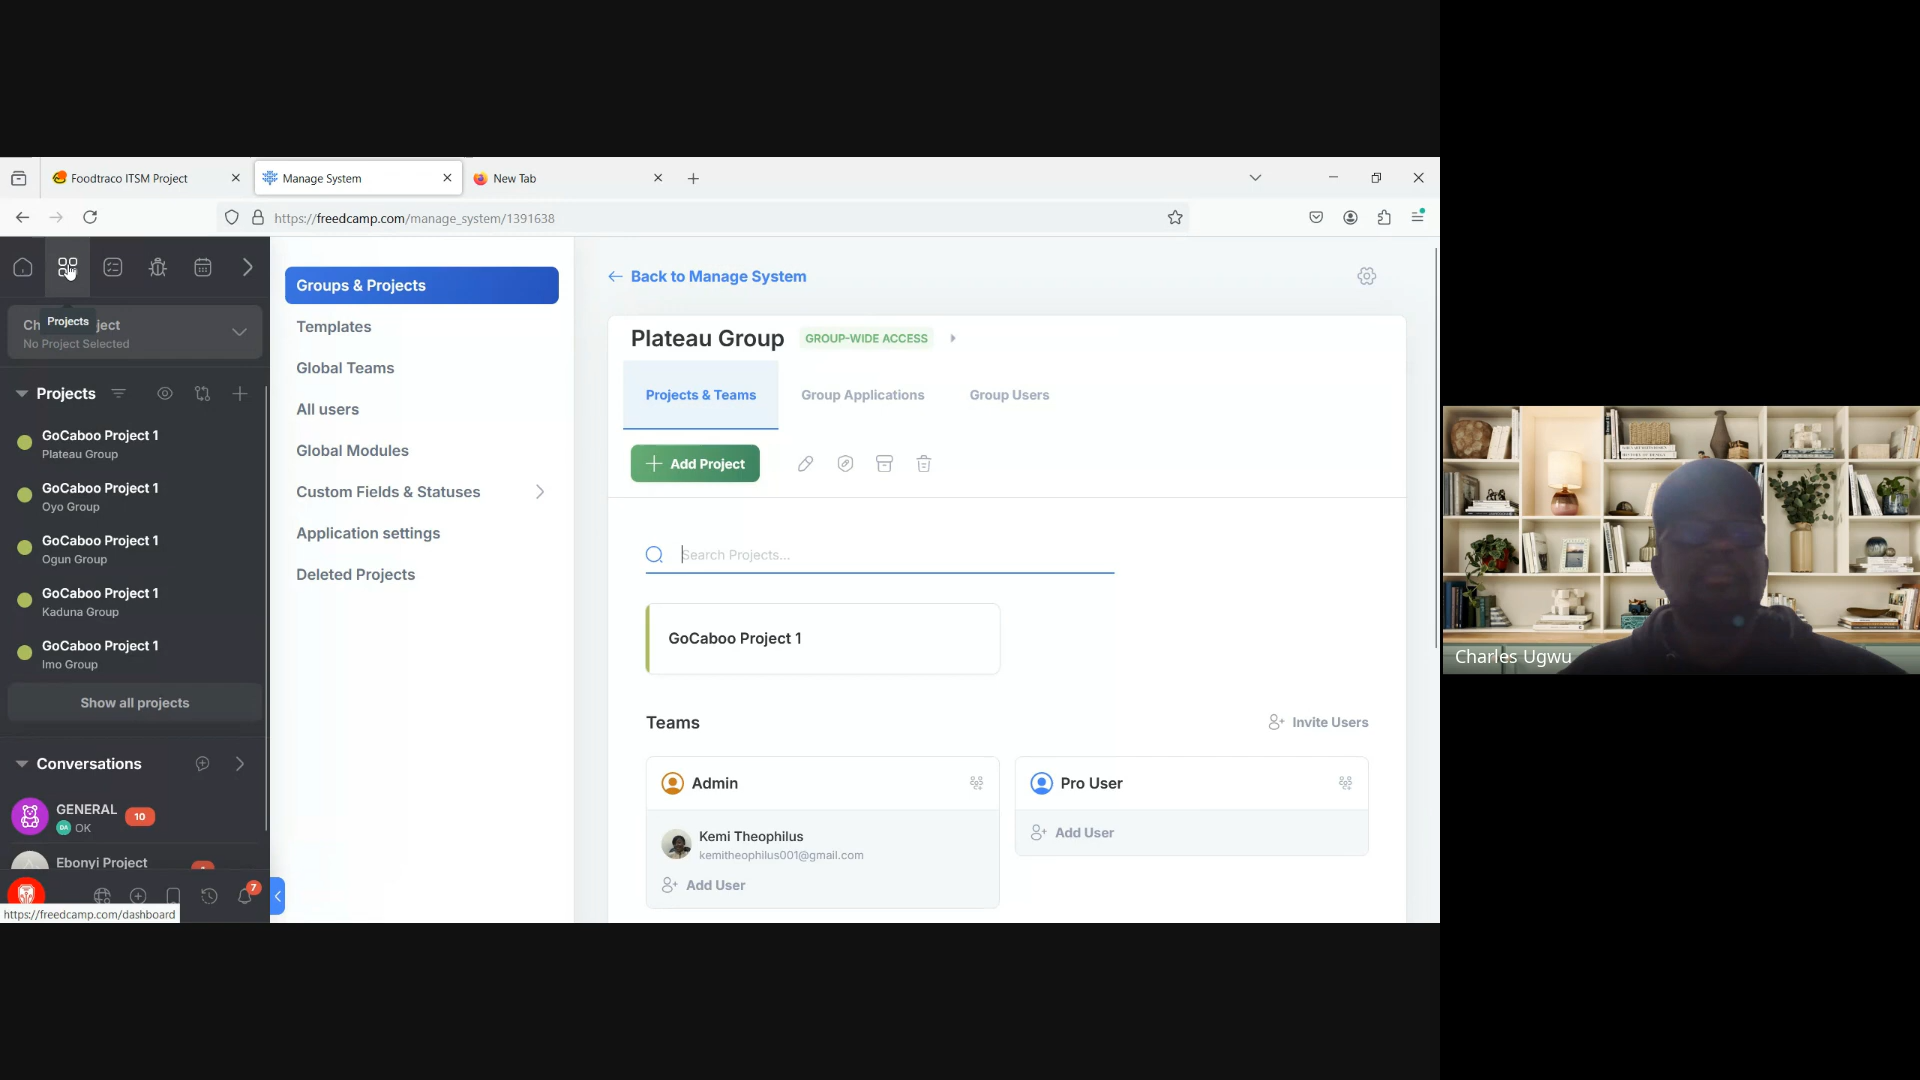 Foodtraco ITSM Project
Manage System
New Tab
https://freedcamp.com/manage_system/1391638
Projects
No Project Selected
Projects
GoCaboo Project 1
Plateau Group
GoCaboo Project 1
Oyo Group
GoCaboo Project 1
Ogun Group
GoCaboo Project 1
Kaduna Group
GoCaboo Project 1
Imo Group
Show all projects
Conversations
GENERAL 10
DA OK
Ebonyi Project
7
https://freedcamp.com/dashboard
Groups & Projects
Templates
Global Teams
All users
Global Modules
Custom Fields & Statuses
Application settings
Deleted Projects
Back to Manage System
Plateau Group GROUP-WIDE ACCESS
Projects & Teams Group Applications Group Users
Add Project
Search Projects...
GoCaboo Project 1
Teams Invite Users
Admin
Kemi Theophilus
kemitheophilus001@gmail.com
Add User
Pro User
Add User
Charles Ugwu